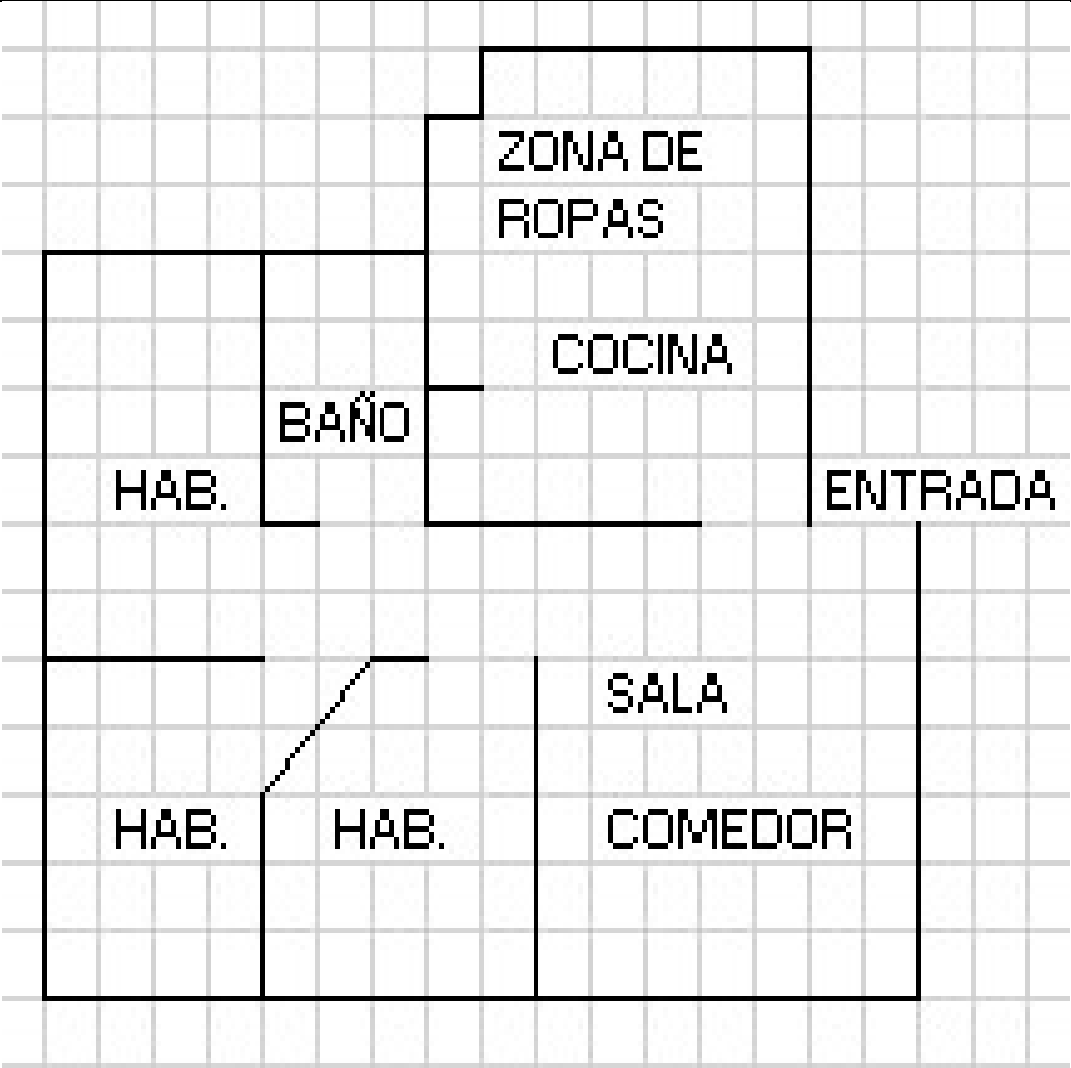 ZONA DE
ROPAS
COCINA
BAÑO
HAB.
ENTRADA
SALA
HAB.
HAB.
COMEDOR